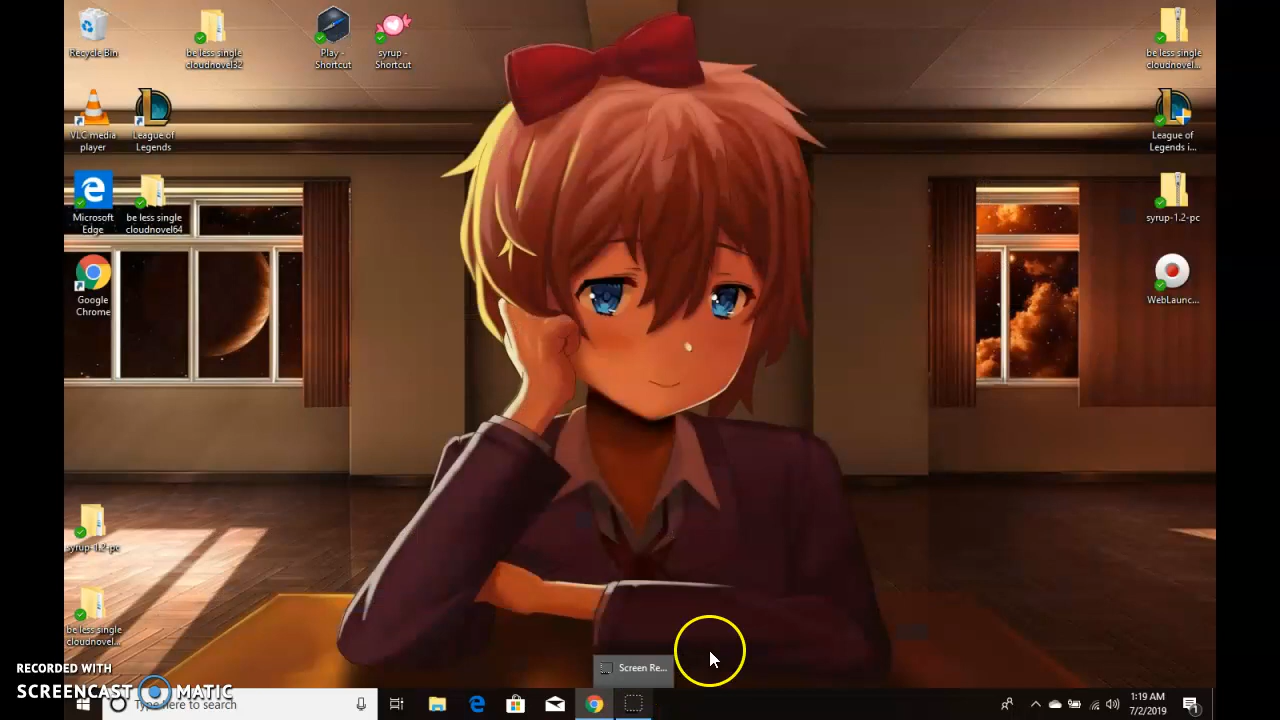 Recycle Bin
be less single
cloudnovel32
Play -
Shortcut
syrup -
Shortcut
be less single
cloudnovel...
VLC media
player
League of
Legends
League of
Legends i...
Microsoft
Edge
be less single
cloudnovel64
syrup-1.2-pc
Google
Chrome
WebLaunc...
syrup-1.2-pc
be less single
cloudnovel...
RECORDED WITH
SCREENCAST MATIC
Screen Re...
Type here to search
1:19 AM
7/2/2019
1